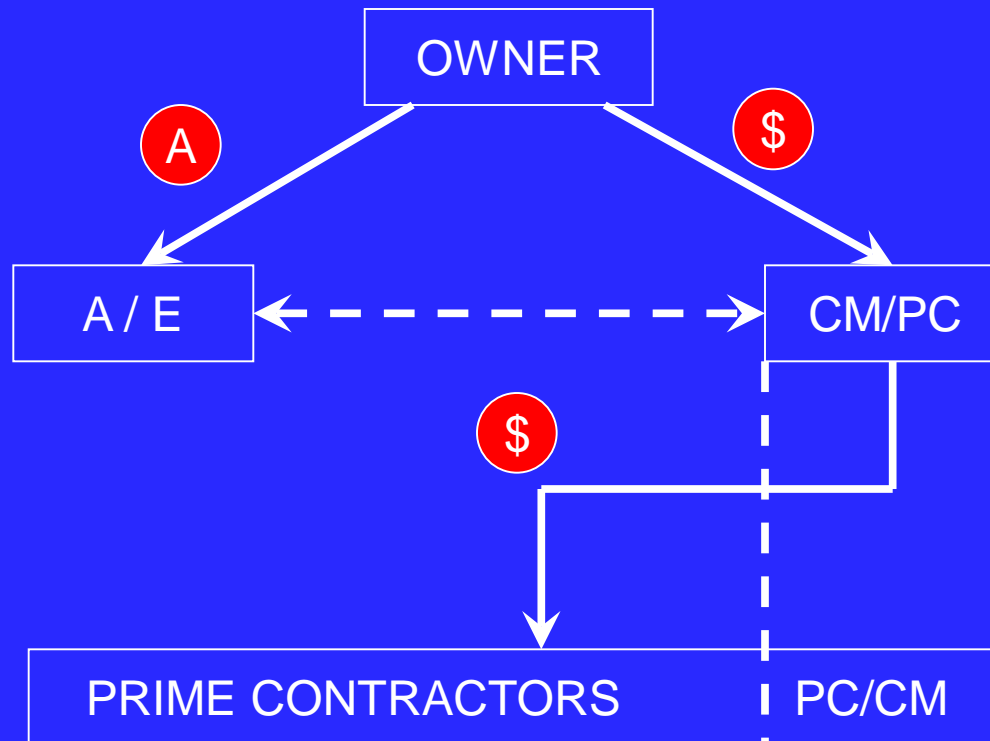 OWNER
A
$
A / E
CM/PC
$
PRIME CONTRACTORS
PC/CM